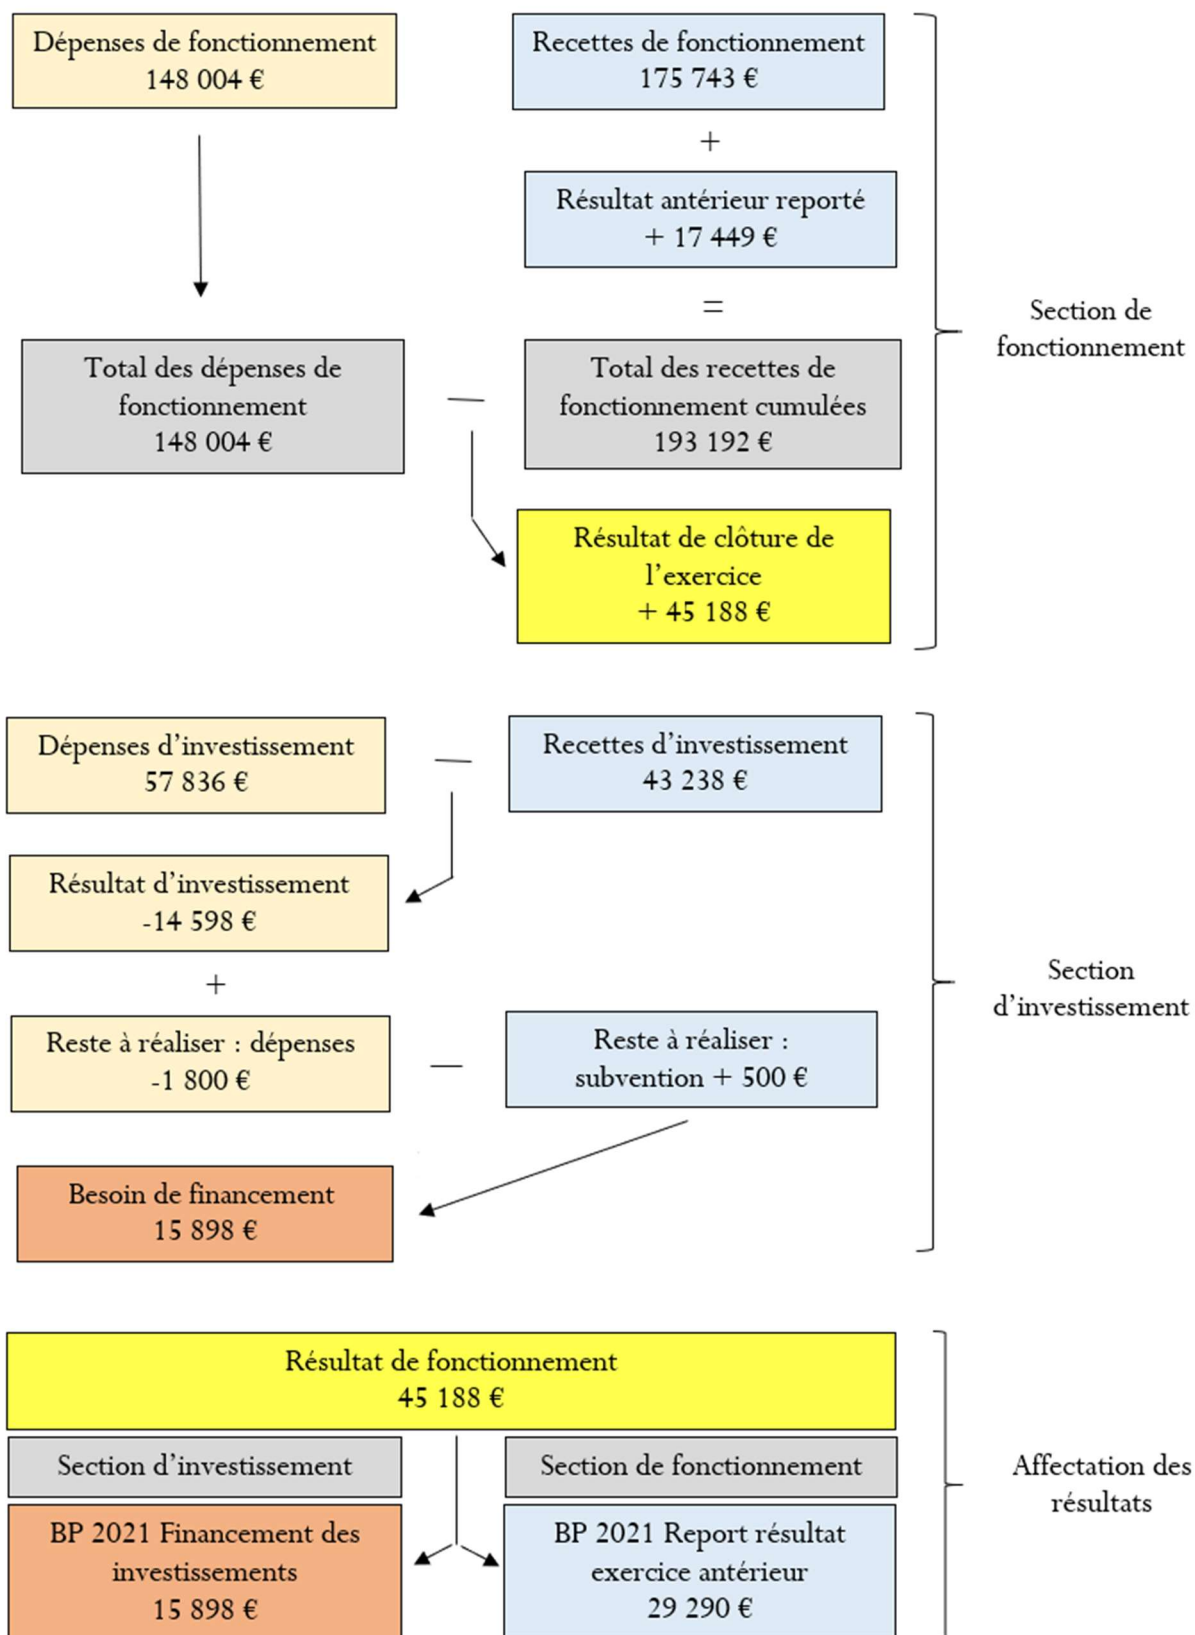 Dépenses de fonctionnement
148 004 €
Recettes de fonctionnement
175 743 €
+
Résultat antérieur reporté
+ 17 449 €
=
Section de
fonctionnement
Total des dépenses de
fonctionnement
148 004 €
—
Total des recettes de
fonctionnement cumulées
193 192 €
Résultat de clôture de
l’exercice
+ 45 188 €
Dépenses d’investissement
57 836 €
—
Recettes d’investissement
43 238 €
Résultat d’investissement
-14 598 €
+
Section
d’investissement
Reste à réaliser : dépenses
-1 800 €
—
Reste à réaliser :
subvention + 500 €
Besoin de financement
15 898 €
Résultat de fonctionnement
45 188 €
Section d’investissement
Section de fonctionnement
Affectation des
résultats
BP 2021 Financement des
investissements
15 898 €
BP 2021 Report résultat
exercice antérieur
29 290 €